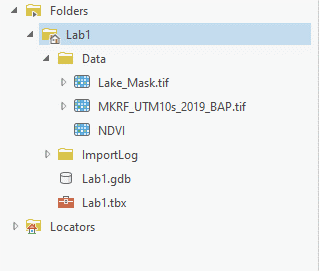 Folders
Lab1
Data
Lake_Mask.tif
MKRF_UTM10s_2019_BAP.tif
NDVI
ImportLog
Lab1.gdb
Lab1.tbx
Locators